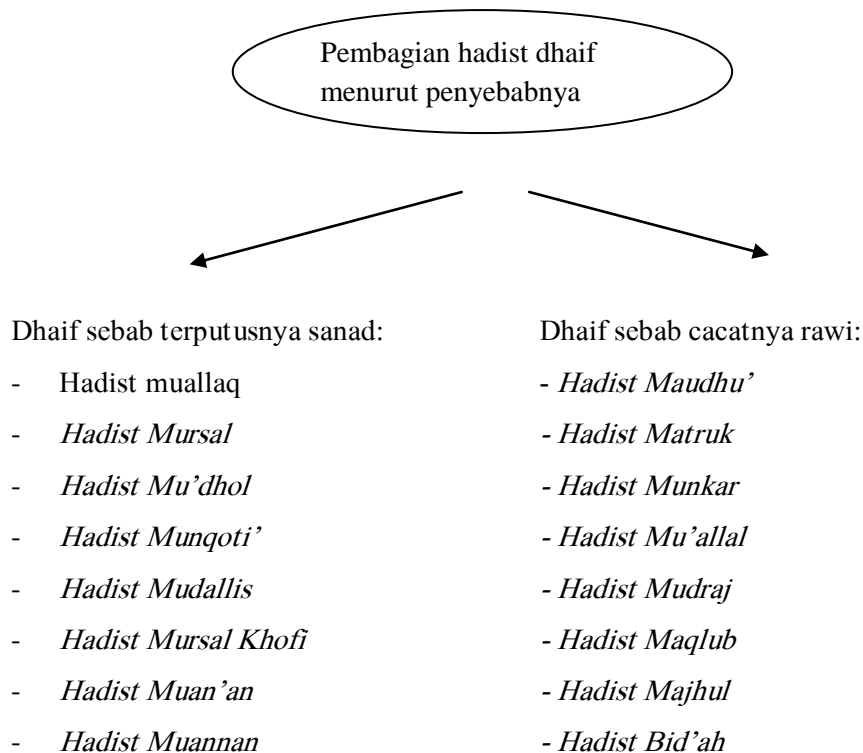 Pembagian hadist dhaif
menurut penyebabnya
Dhaif sebab terputusnya sanad:
- Hadist muallaq
- Hadist Mursal
- Hadist Mu’dhol
- Hadist Munqoti’
- Hadist Mudallis
- Hadist Mursal Khofi
- Hadist Muan’an
- Hadist Muannan
Dhaif sebab cacatnya rawi:
- Hadist Maudhu’
- Hadist Matruk
- Hadist Munkar
- Hadist Mu’allal
- Hadist Mudraj
- Hadist Maqlub
- Hadist Majhul
- Hadist Bid’ah